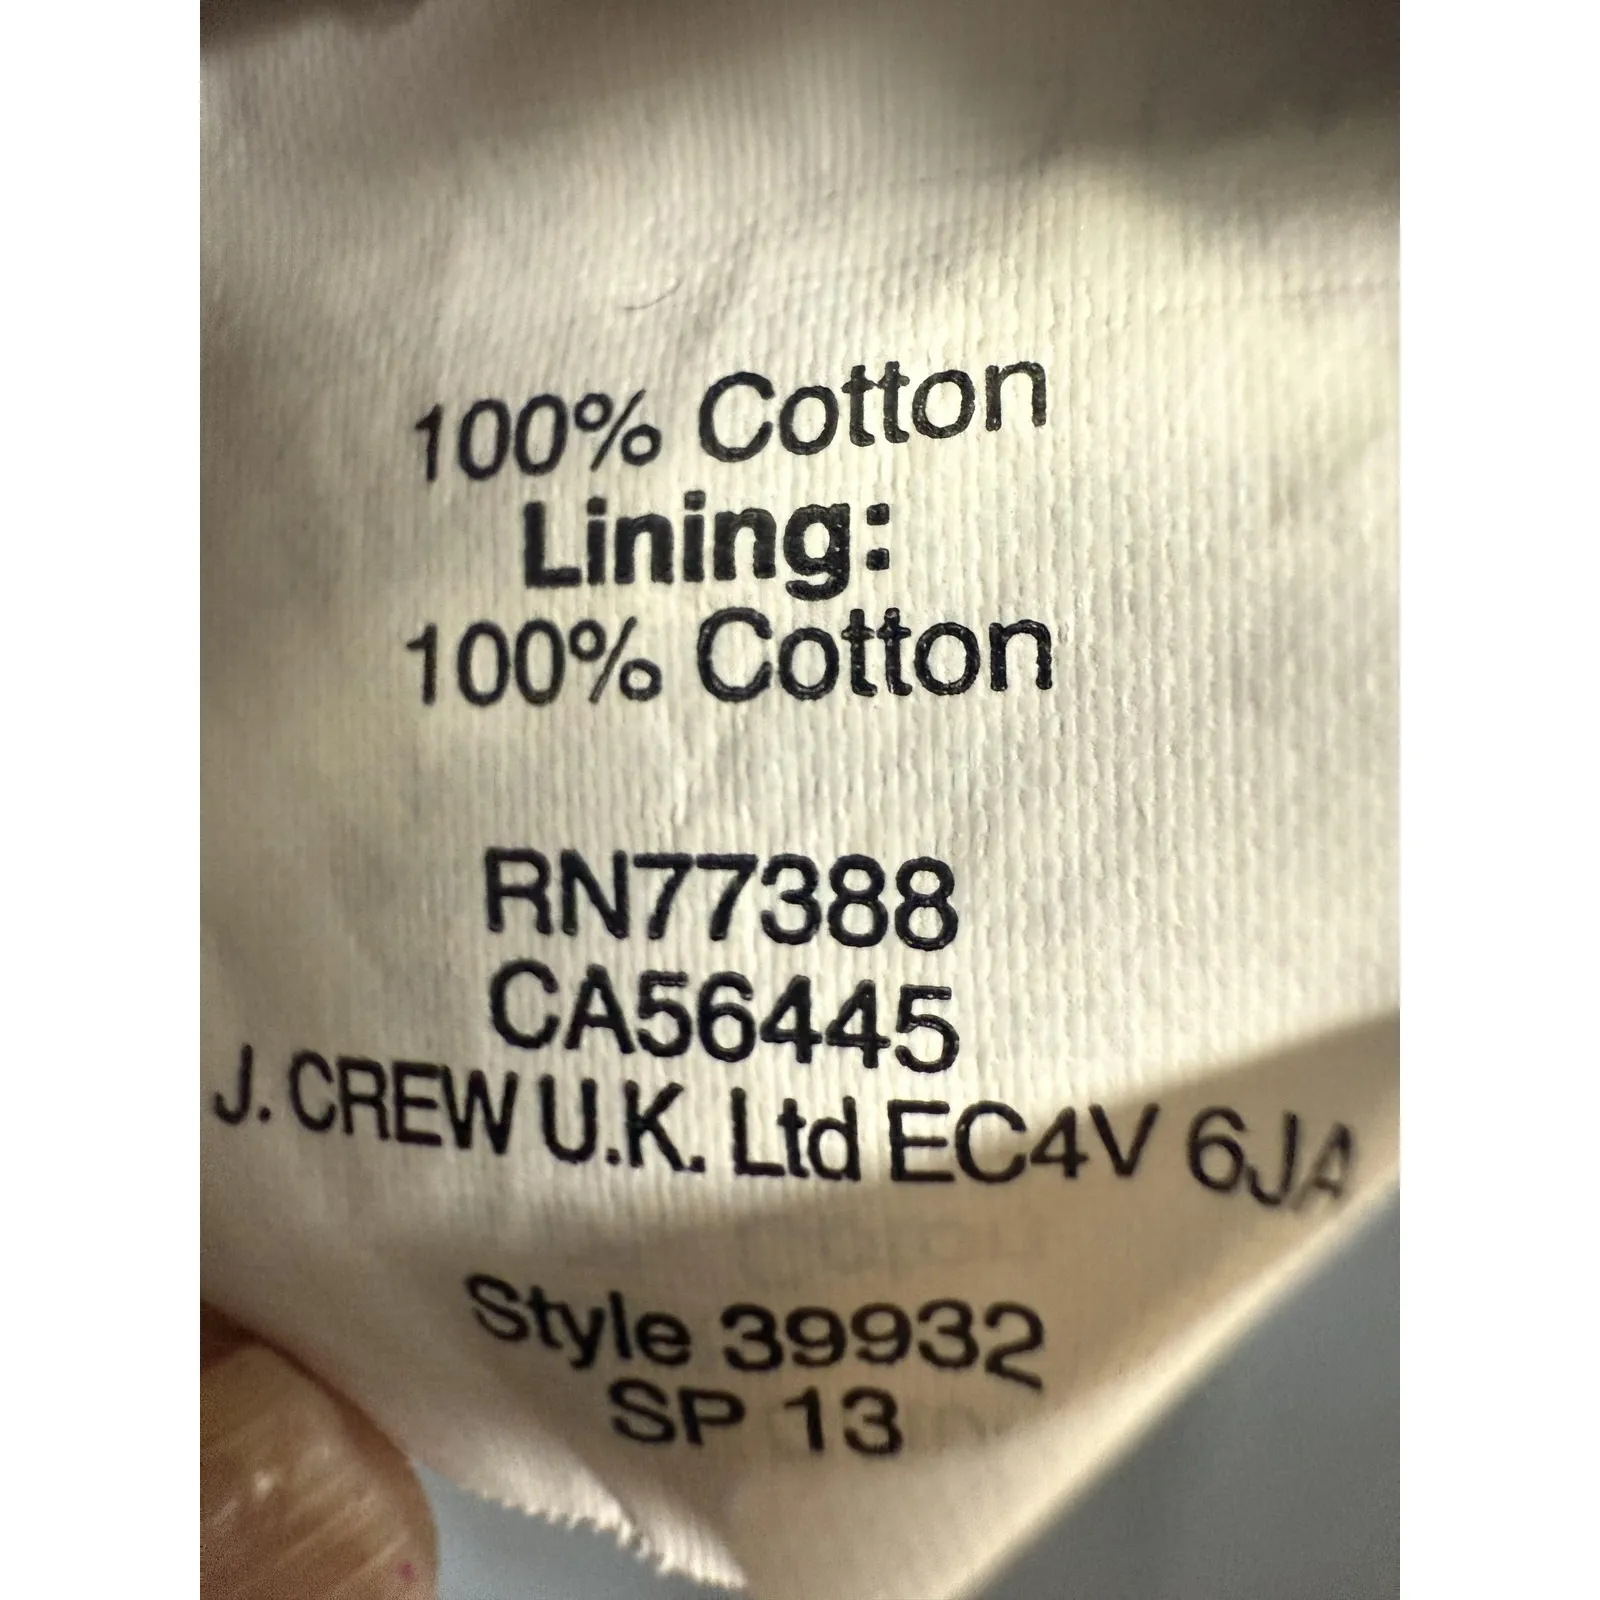 100% Cotton
Lining:
100% Cotton
RN77388
CA56445
J. CREW U.K. Ltd EC4V 6JA
Style 39932
SP 13